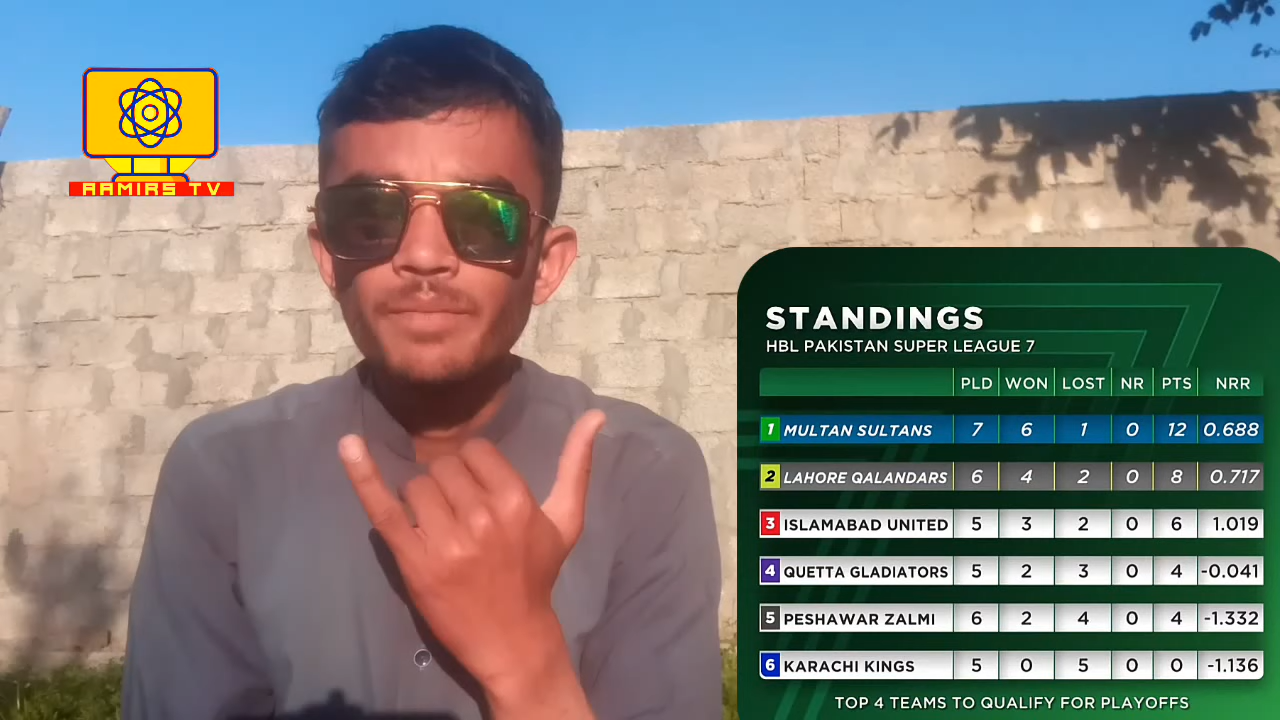 AAMIRS TV
STANDINGS
HBL PAKISTAN SUPER LEAGUE 7
PLD WON LOST NR PTS NRR
1 MULTAN SULTANS 7 6 1 0 12 0.688
2 LAHORE QALANDARS 6 4 2 0 8 0.717
3 ISLAMABAD UNITED 5 3 2 0 6 1.019
4 QUETTA GLADIATORS 5 2 3 0 4 -0.041
5 PESHAWAR ZALMI 6 2 4 0 4 -1.332
6 KARACHI KINGS 5 0 5 0 0 -1.136
TOP 4 TEAMS TO QUALIFY FOR PLAYOFFS